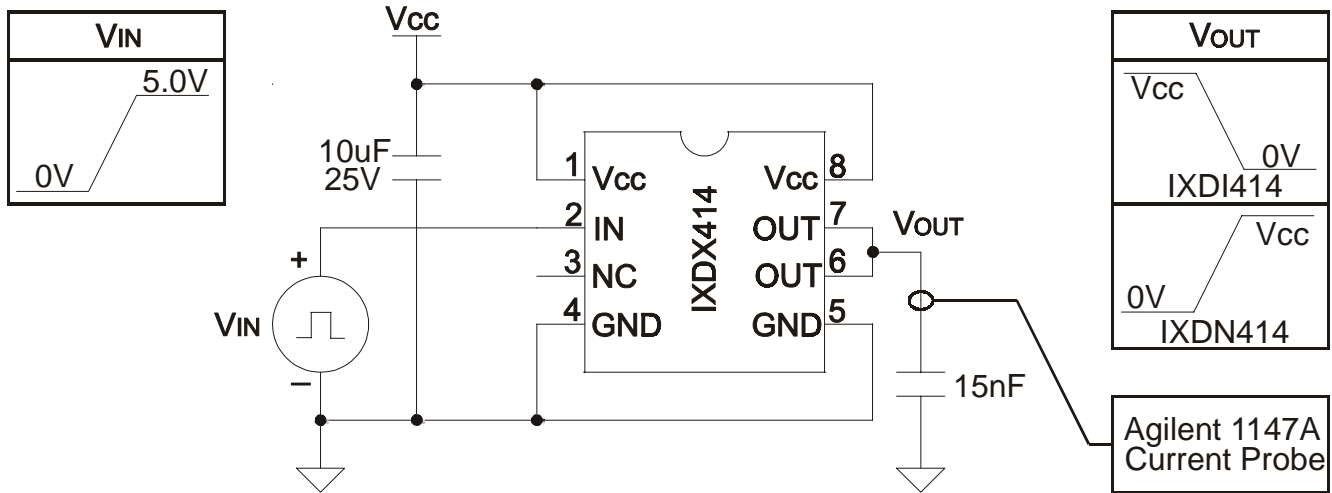 VIN
5.0V
0V
Vcc
10uF
25V
1 Vcc
2 IN
3 NC
4 GND
IXDX414
Vcc 8
OUT 7
OUT 6
GND 5
VOUT
+
VIN
–
15nF
VOUT
Vcc
0V
IXDI414
Vcc
0V
IXDN414
Agilent 1147A
Current Probe